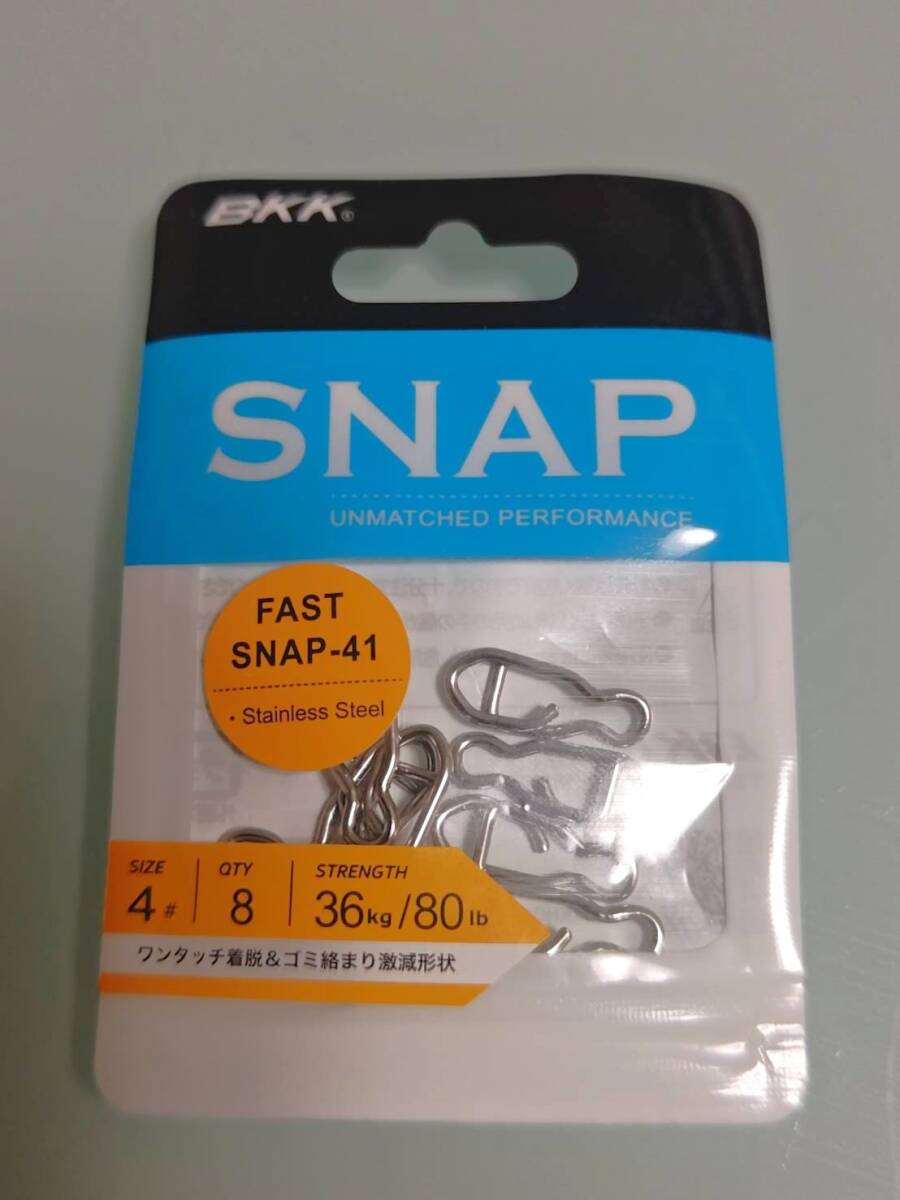 BKK®
SNAP
UNMATCHED PERFORMANCE
FAST
SNAP-41
・Stainless Steel
SIZE QTY STRENGTH
4# 8 36kg/80lb
ワンタッチ着脱&ゴミ絡まり激減形状